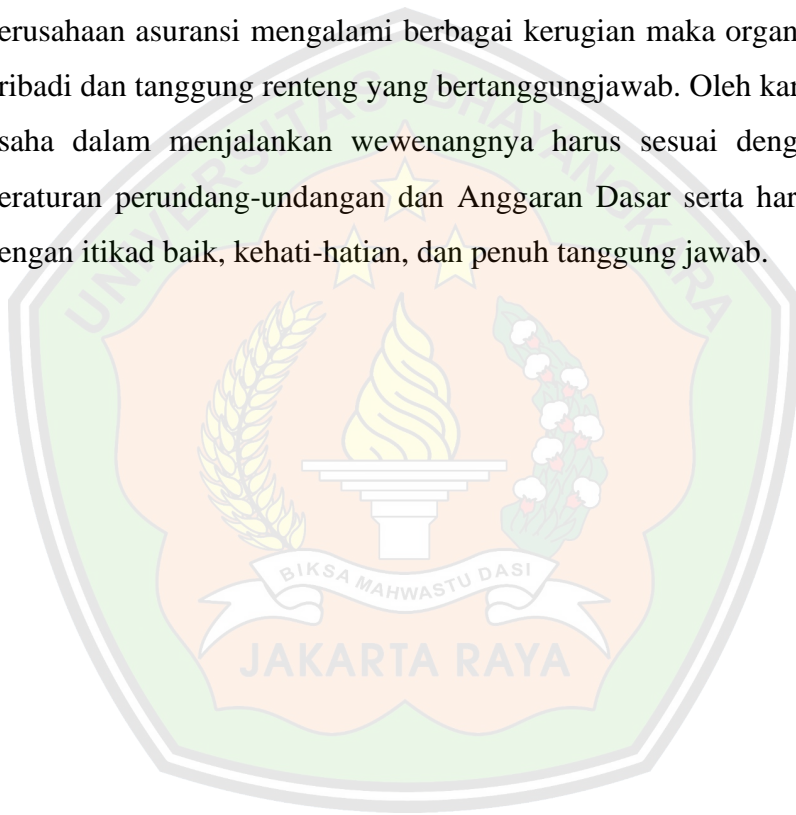 erusahaan asuransi mengalami berbagai kerugian maka organ
ribadi dan tanggung renteng yang bertanggungjawab. Oleh kar
saha dalam menjalankan wewenangnya harus sesuai deng
eraturan perundang-undangan dan Anggaran Dasar serta har
engan itikad baik, kehati-hatian, dan penuh tanggung jawab.
UNIVERSITAS BHAYANGKARA
BIKSA MAHWASTU DASI
JAKARTA RAYA